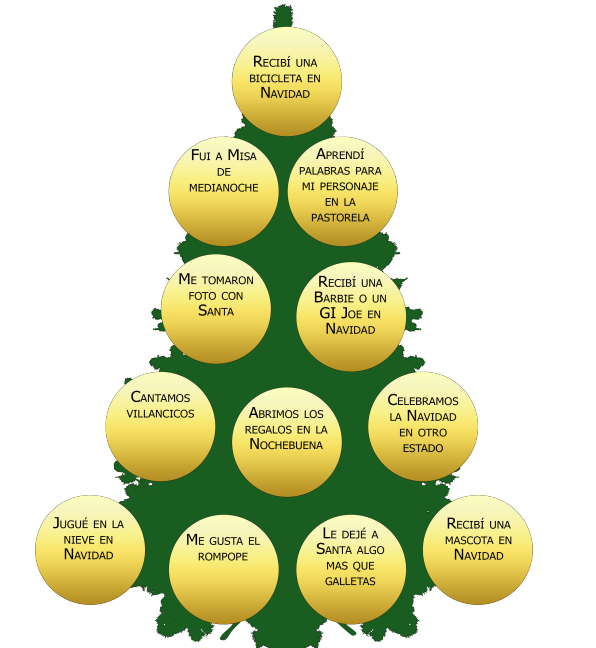 Recibí una
bicicleta en
Navidad
Fui a Misa
de
medianoche
Aprendí
palabras para
mi personaje
en la
pastorela
Me tomaron
foto con
Santa
Recibí una
Barbie o un
GI Joe en
Navidad
Cantamos
villancicos
Abrimos los
regalos en la
Nochebuena
Celebramos
la Navidad
en otro
estado
Jugué en la
nieve en
Navidad
Me gusta el
rompope
Le dejé a
Santa algo
mas que
galletas
Recibí una
mascota en
Navidad